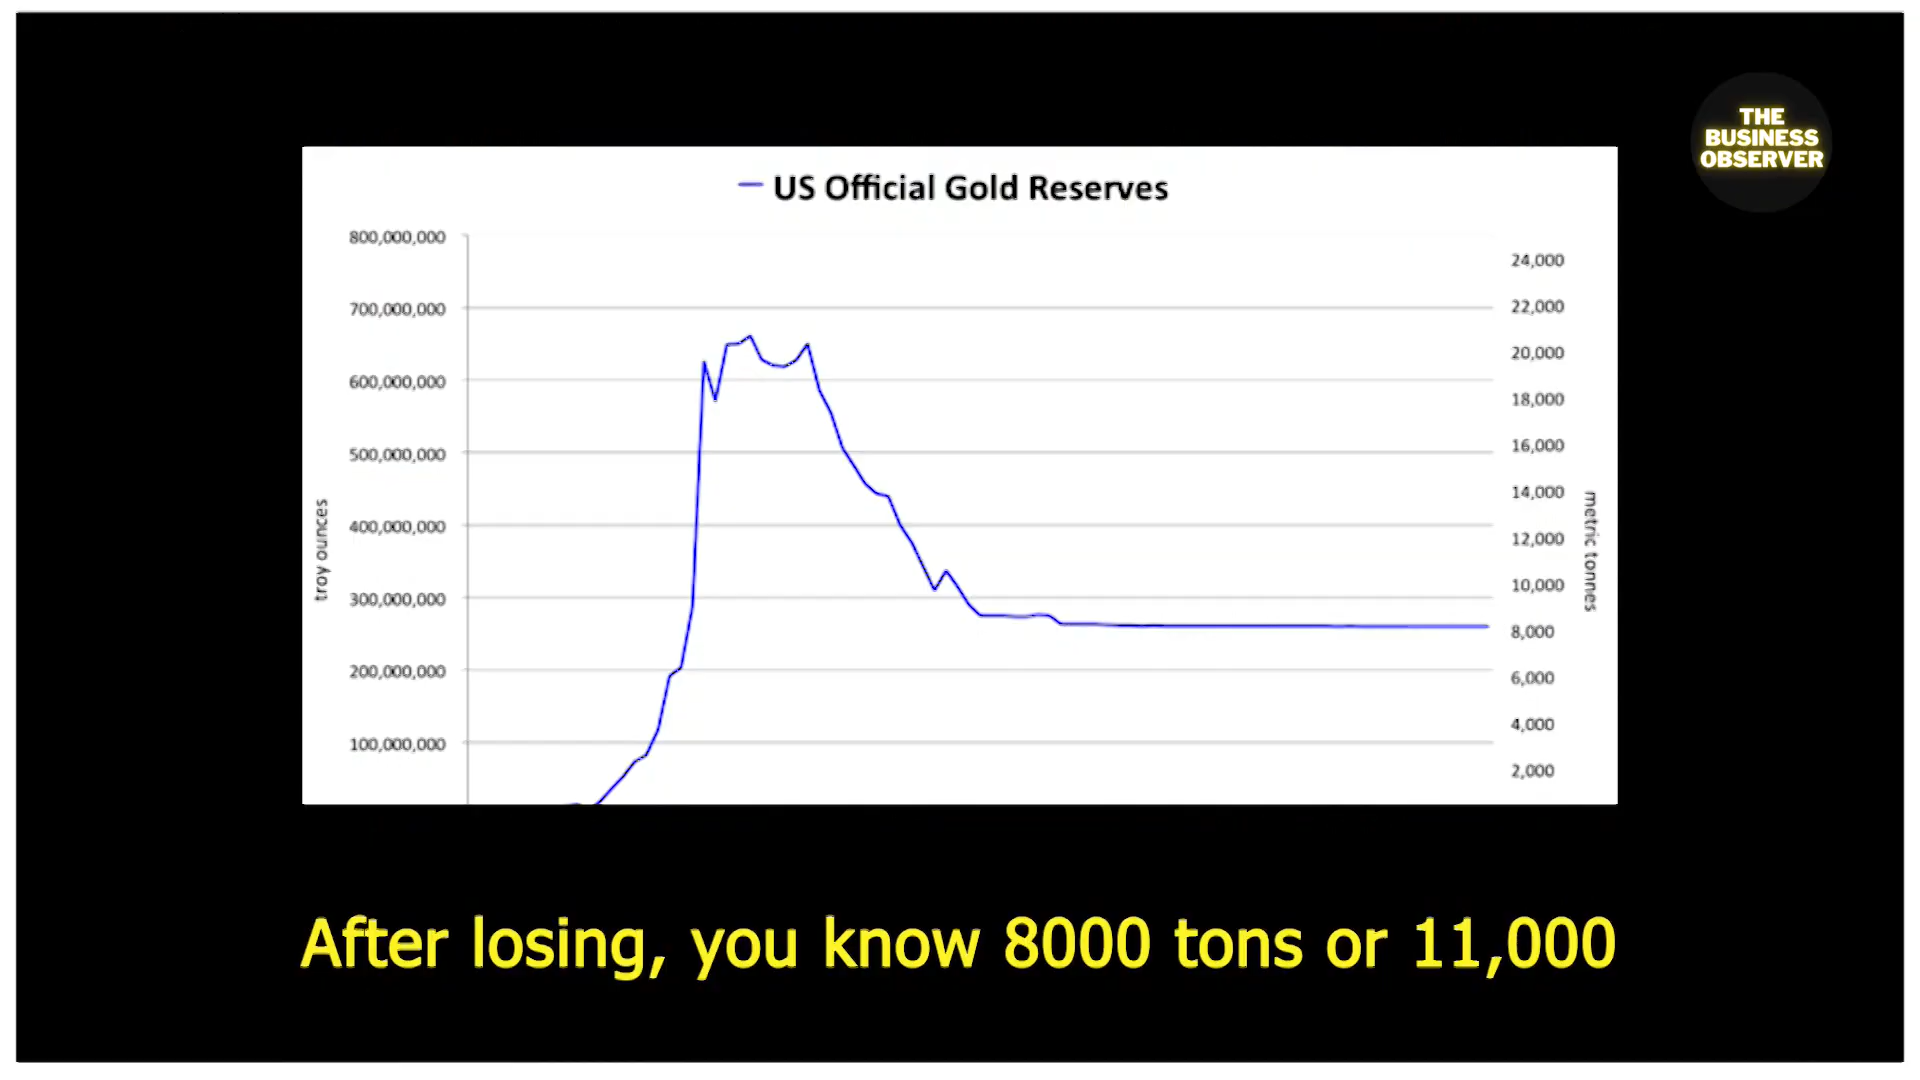 THE
BUSINESS
OBSERVER
US Official Gold Reserves
800,000,000
700,000,000
600,000,000
500,000,000
400,000,000
300,000,000
200,000,000
100,000,000
troy ounces
24,000
22,000
20,000
18,000
16,000
14,000
12,000
10,000
8,000
6,000
4,000
2,000
metric tonnes
After losing, you know 8000 tons or 11,000